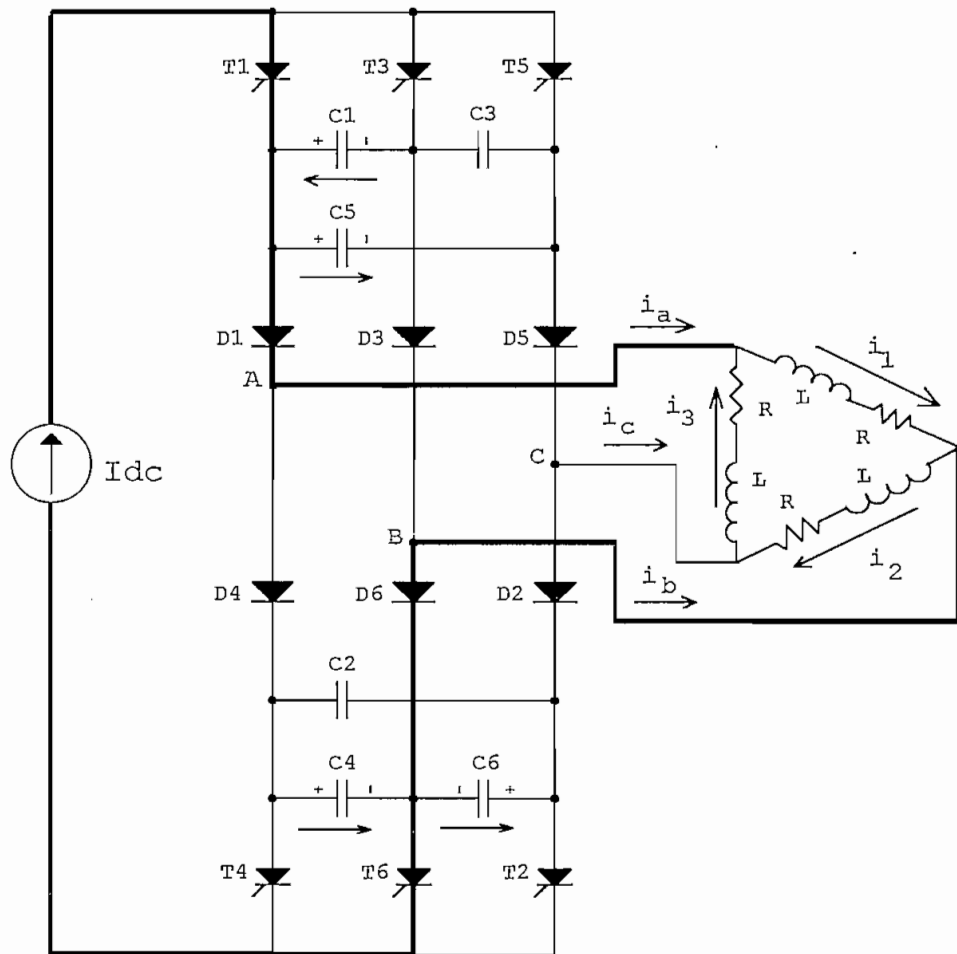 T1 T3 T5
C1 C3
+ ı
C5
+ ı
D1 D3 D5
A
i_a
i_1
L
R
R
i_c i_3
C
Idc
L
L
R
B
i_b
i_2
D4 D6 D2
C2
C4 C6
+ ı ı +
T4 T6 T2